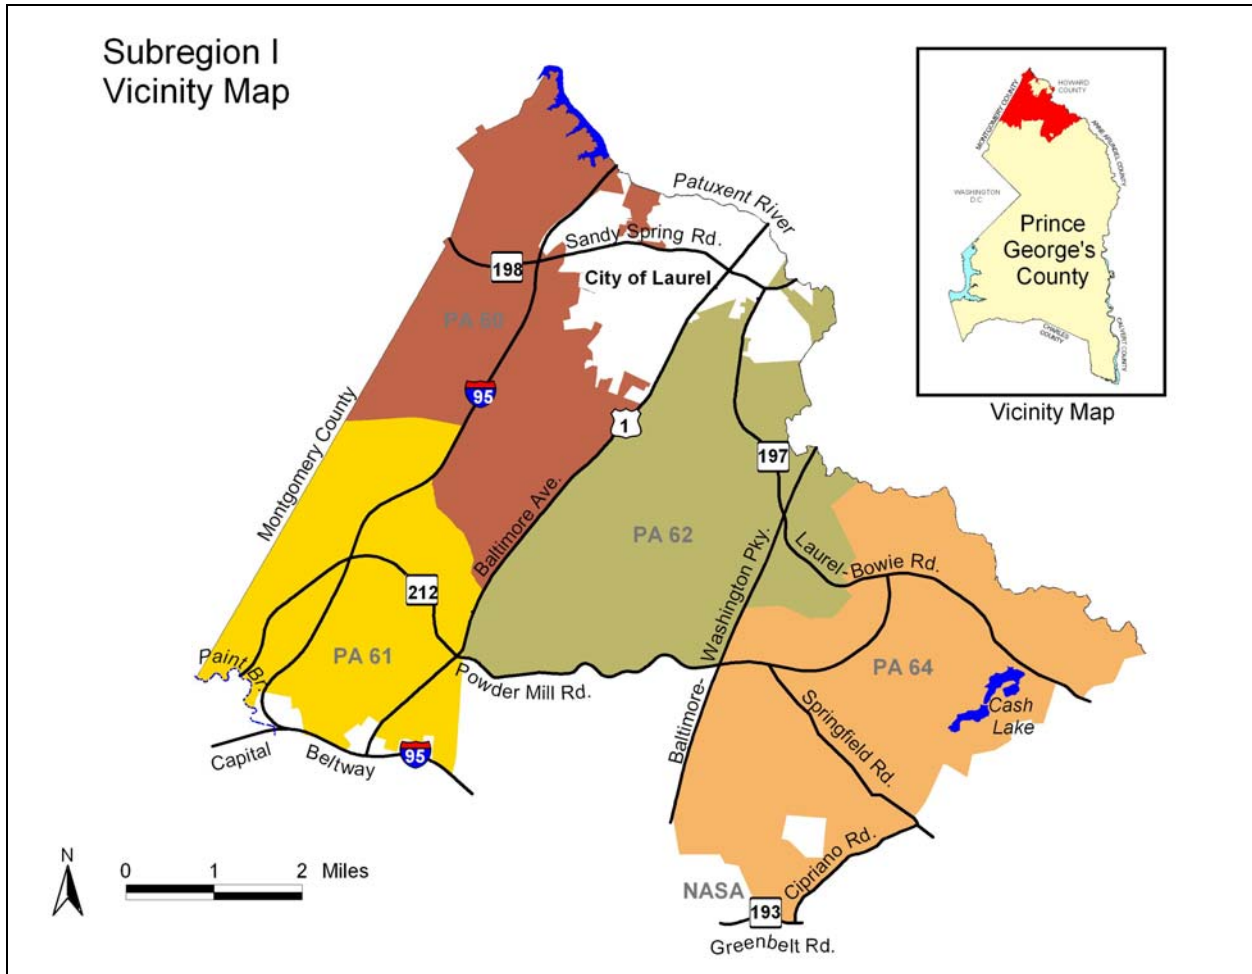 Subregion I
Vicinity Map
HOWARD
COUNTY
MONTGOMERY COUNTY
ANNE ARUNDEL COUNTY
WASHINGTON
D.C
Prince
George's
County
CHARLES
COUNTY
CALVERT COUNTY
Vicinity Map
Patuxent River
Sandy Spring Rd.
198
City of Laurel
PA 60
95
1
Montgomery County
197
Baltimore Ave.
PA 62
Laurel-Bowie Rd.
212
Baltimore-Washington Pky.
Paint Br.
PA 61
PA 64
Powder Mill Rd.
Springfield Rd.
Cash
Lake
Capital Beltway
95
N
0 1 2 Miles
Cipriano Rd.
NASA
193
Greenbelt Rd.